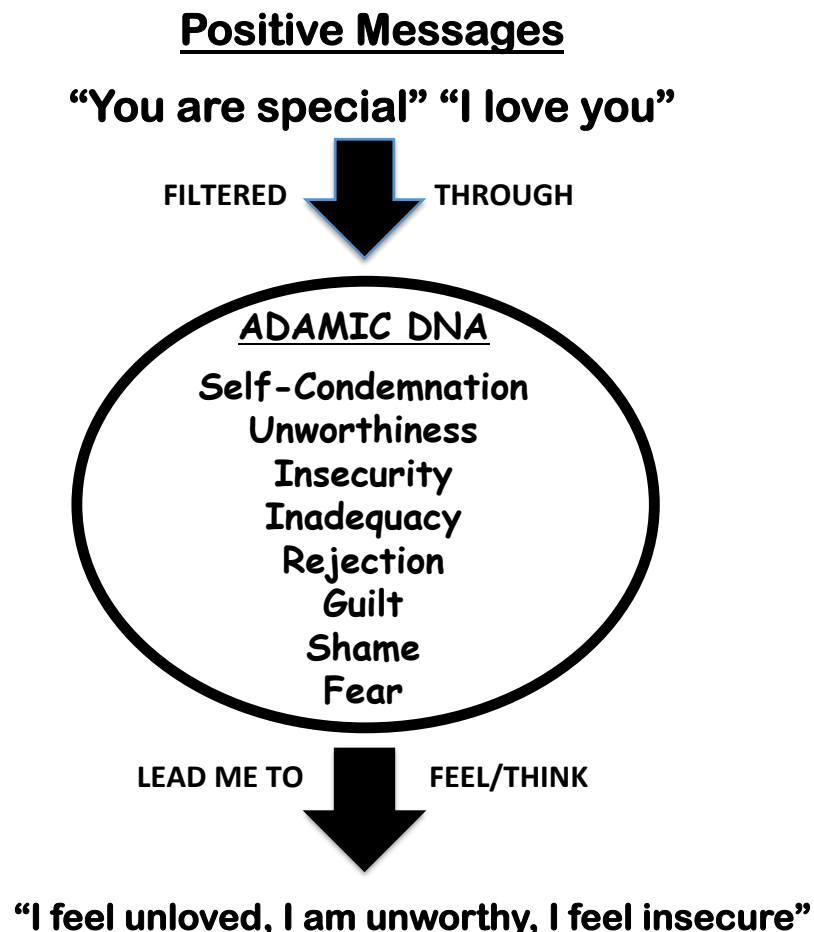 Positive Messages
“You are special” “I love you”
FILTERED THROUGH
ADAMIC DNA
Self-Condemnation
Unworthiness
Insecurity
Inadequacy
Rejection
Guilt
Shame
Fear
LEAD ME TO FEEL/THINK
“I feel unloved, I am unworthy, I feel insecure”